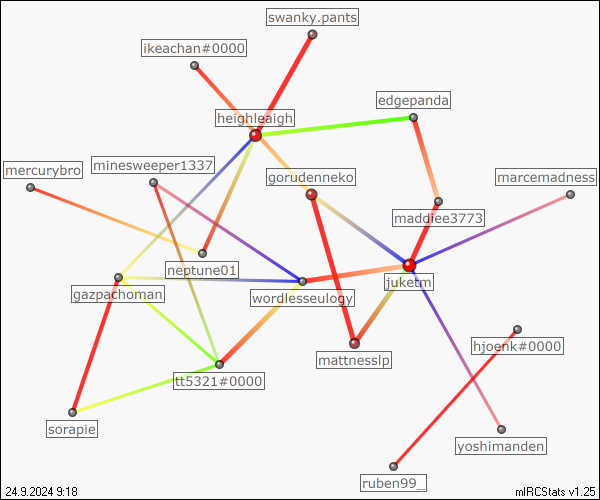 swanky.pants
ikeachan#0000
edgepanda
heighleaigh
mercurybro
minesweeper1337
gorudenneko
marcemadness
maddiee3773
neptune01
gazpachoman
wordlesseulogy
juketm
hjoenk#0000
mattnesslp
tt5321#0000
sorapie
yoshimanden
ruben99_
24.9.2024 9:18
mIRCStats v1.25